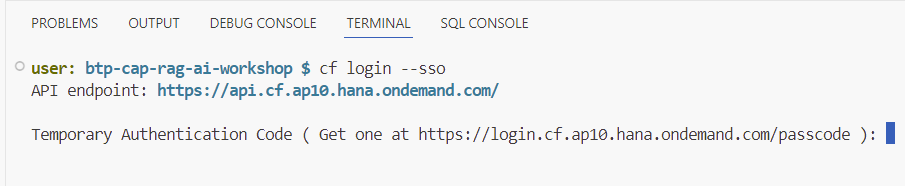 PROBLEMS OUTPUT DEBUG CONSOLE TERMINAL SQL CONSOLE
user: btp-cap-rag-ai-workshop $ cf login --sso
API endpoint: https://api.cf.ap10.hana.ondemand.com/
Temporary Authentication Code ( Get one at https://login.cf.ap10.hana.ondemand.com/passcode ):